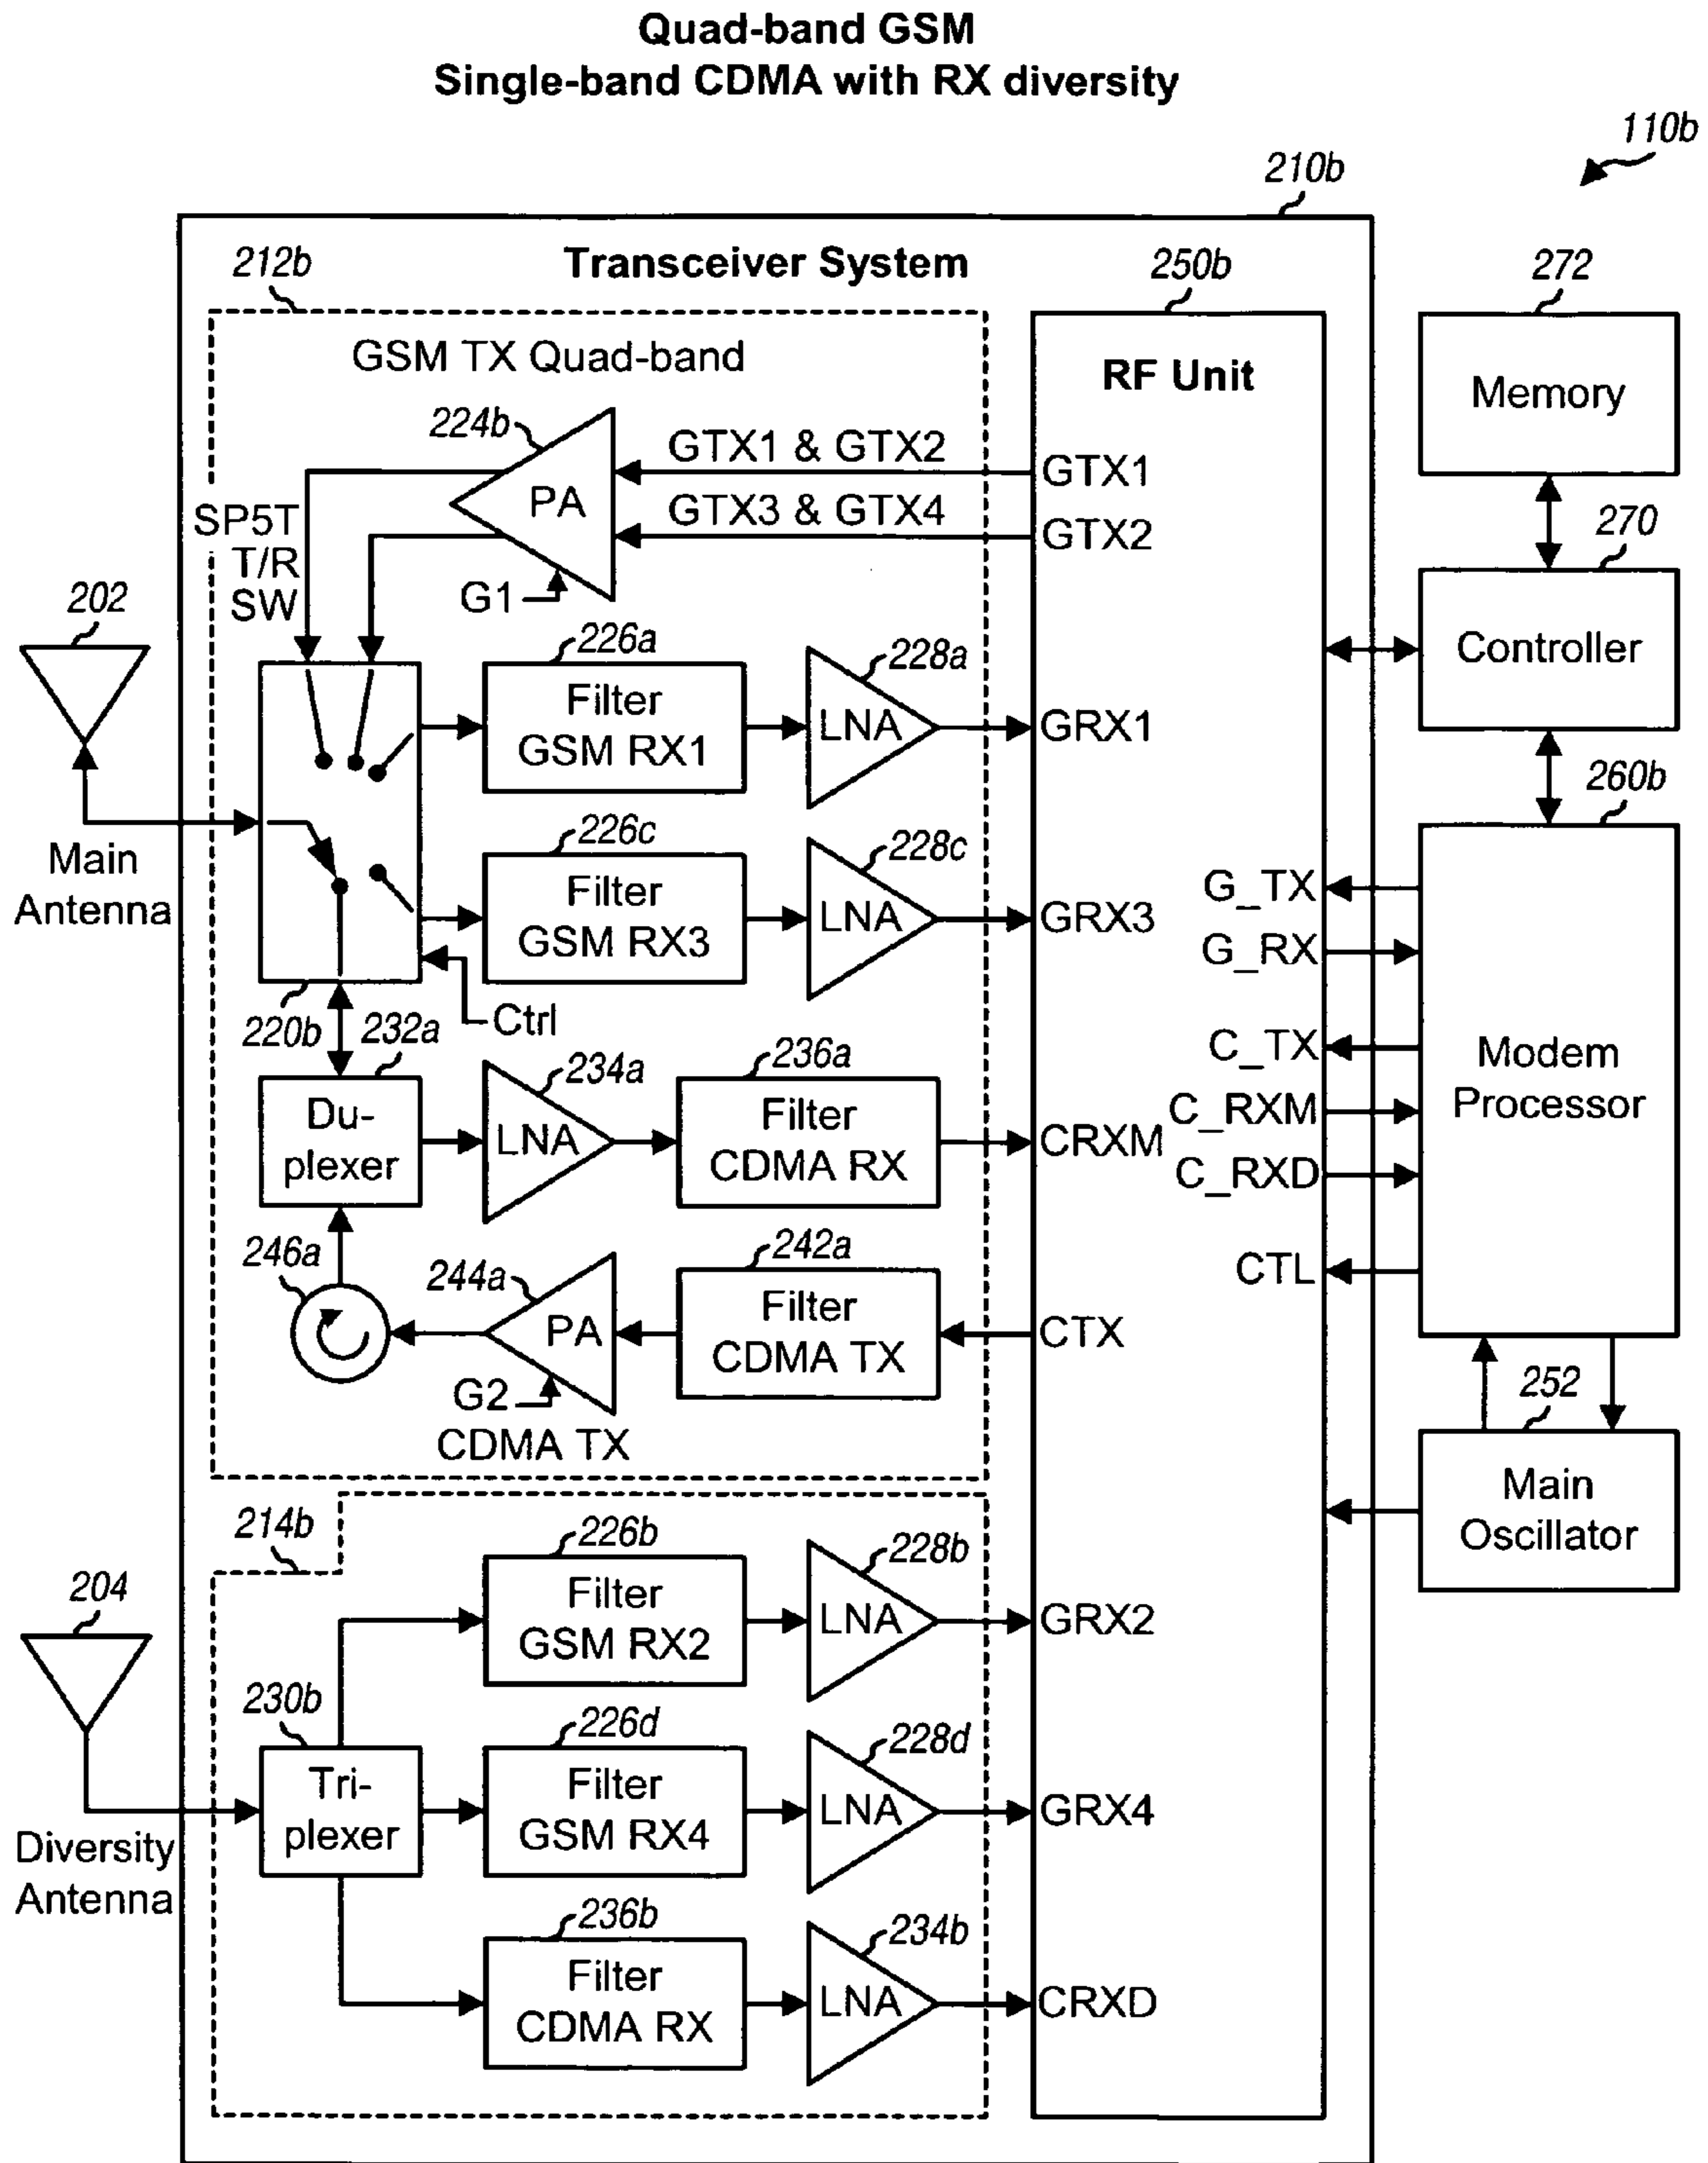 Quad-band GSM
Single-band CDMA with RX diversity
110b
210b
212b
Transceiver System
250b
272
GSM TX Quad-band
RF Unit
Memory
224b
GTX1 & GTX2
GTX1
PA
GTX3 & GTX4
GTX2
SP5T
T/R
SW
G1
270
Controller
202
226a
Filter
GSM RX1
228a
LNA
GRX1
260b
Main
Antenna
226c
Filter
GSM RX3
228c
LNA
GRX3
G_TX
G_RX
220b
232a
Ctrl
C_TX
Modem
Processor
Du-
plexer
234a
LNA
236a
Filter
CDMA RX
CRXM
C_RXM
C_RXD
246a
244a
PA
242a
Filter
CDMA TX
CTX
CTL
G2
CDMA TX
252
Main
Oscillator
214b
226b
Filter
GSM RX2
228b
LNA
GRX2
204
230b
Tri-
plexer
226d
Filter
GSM RX4
228d
LNA
GRX4
Diversity
Antenna
236b
Filter
CDMA RX
234b
LNA
CRXD